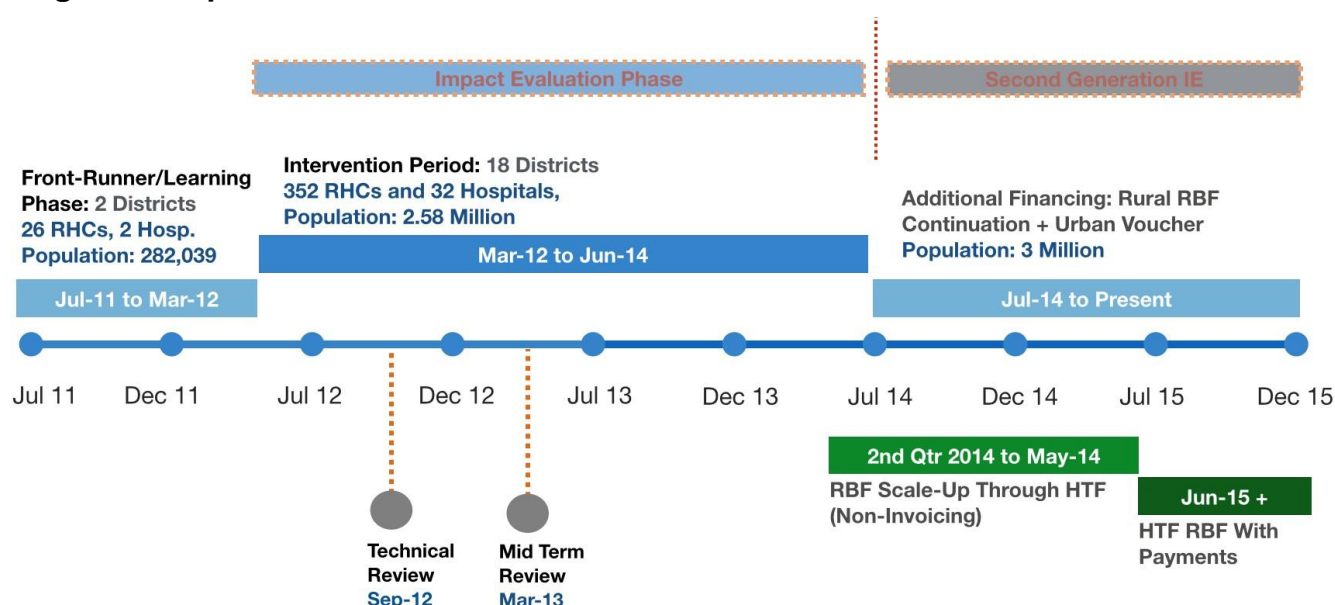 Impact Evaluation Phase
Second Generation IE
Front-Runner/Learning
Phase: 2 Districts
26 RHCs, 2 Hosp.
Population: 282,039
Intervention Period: 18 Districts
352 RHCs and 32 Hospitals,
Population: 2.58 Million
Additional Financing: Rural RBF
Continuation + Urban Voucher
Population: 3 Million
Mar-12 to Jun-14
Jul-11 to Mar-12
Jul-14 to Present
Jul 11
Dec 11
Jul 12
Dec 12
Jul 13
Dec 13
Jul 14
Dec 14
Jul 15
Dec 15
2nd Qtr 2014 to May-14
RBF Scale-Up Through HTF
(Non-Invoicing)
Jun-15 +
HTF RBF With
Payments
Technical
Review
Sep-12
Mid Term
Review
Mar-13